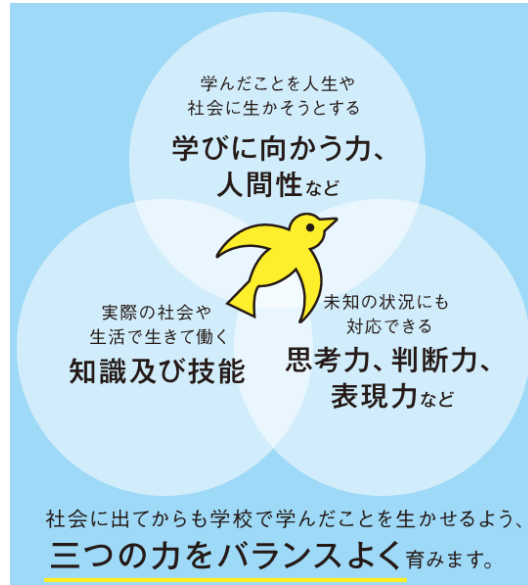 学んだことを人生や
社会に生かそうとする
学びに向かう力、
人間性など
実際の社会や
生活で生きて働く
知識及び技能
未知の状況にも
対応できる
思考力、判断力、
表現力など
社会に出てからも学校で学んだことを生かせるよう、
三つの力をバランスよく育みます。